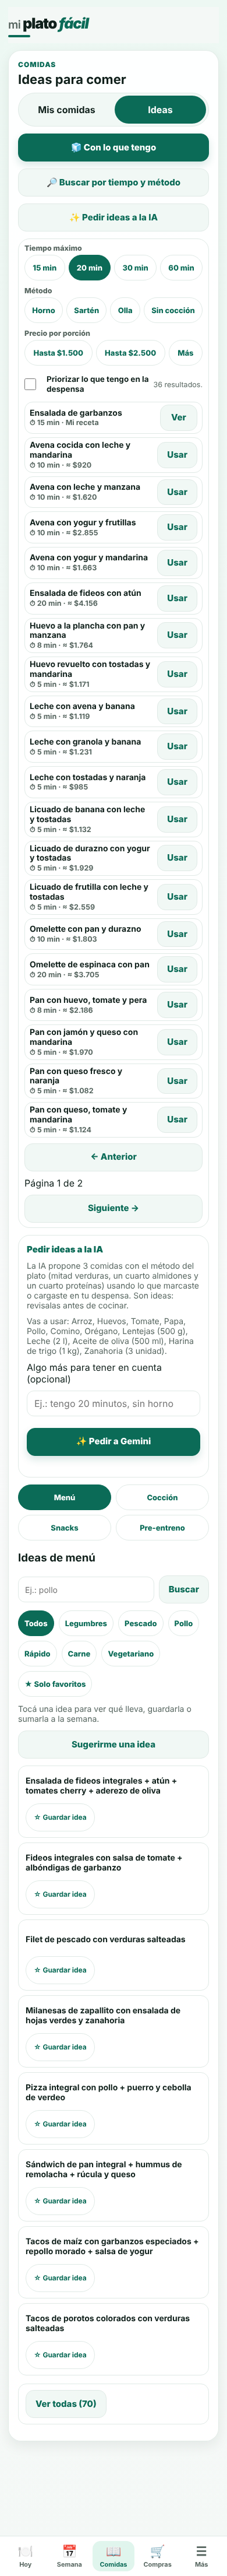 mi plato fácil
COMIDAS
Ideas para comer
Mis comidas
Ideas
🧊 Con lo que tengo
🔎 Buscar por tiempo y método
✨ Pedir ideas a la IA
Tiempo máximo
15 min
20 min
30 min
60 min
Método
Horno
Sartén
Olla
Sin cocción
Precio por porción
Hasta $1.500
Hasta $2.500
Más
Priorizar lo que tengo en la
despensa
36 resultados.
Ensalada de garbanzos
⏱ 15 min · Mi receta
Ver
Avena cocida con leche y
mandarina
⏱ 10 min · ≈ $920
Usar
Avena con leche y manzana
⏱ 10 min · ≈ $1.620
Usar
Avena con yogur y frutillas
⏱ 10 min · ≈ $2.855
Usar
Avena con yogur y mandarina
⏱ 10 min · ≈ $1.663
Usar
Ensalada de fideos con atún
⏱ 20 min · ≈ $4.156
Usar
Huevo a la plancha con pan y
manzana
⏱ 8 min · ≈ $1.764
Usar
Huevo revuelto con tostadas y
mandarina
⏱ 5 min · ≈ $1.171
Usar
Leche con avena y banana
⏱ 5 min · ≈ $1.119
Usar
Leche con granola y banana
⏱ 5 min · ≈ $1.231
Usar
Leche con tostadas y naranja
⏱ 5 min · ≈ $985
Usar
Licuado de banana con leche
y tostadas
⏱ 5 min · ≈ $1.132
Usar
Licuado de durazno con yogur
y tostadas
⏱ 5 min · ≈ $1.929
Usar
Licuado de frutilla con leche y
tostadas
⏱ 5 min · ≈ $2.559
Usar
Omelette con pan y durazno
⏱ 10 min · ≈ $1.803
Usar
Omelette de espinaca con pan
⏱ 20 min · ≈ $3.705
Usar
Pan con huevo, tomate y pera
⏱ 8 min · ≈ $2.186
Usar
Pan con jamón y queso con
mandarina
⏱ 5 min · ≈ $1.970
Usar
Pan con queso fresco y
naranja
⏱ 5 min · ≈ $1.082
Usar
Pan con queso, tomate y
mandarina
⏱ 5 min · ≈ $1.124
Usar
← Anterior
Página 1 de 2
Siguiente →
Pedir ideas a la IA
La IA propone 3 comidas con el método del
plato (mitad verduras, un cuarto almidones y
un cuarto proteínas) usando lo que marcaste
o cargaste en tu despensa. Son ideas:
revisalas antes de cocinar.
Vas a usar: Arroz, Huevos, Tomate, Papa,
Pollo, Comino, Orégano, Lentejas (500 g),
Leche (2 l), Aceite de oliva (500 ml), Harina
de trigo (1 kg), Zanahoria (3 unidad).
Algo más para tener en cuenta
(opcional)
Ej.: tengo 20 minutos, sin horno
✨ Pedir a Gemini
Menú
Cocción
Snacks
Pre-entreno
Ideas de menú
Ej.: pollo
Buscar
Todos
Legumbres
Pescado
Pollo
Rápido
Carne
Vegetariano
★ Solo favoritos
Tocá una idea para ver qué lleva, guardarla o
sumarla a la semana.
Sugerirme una idea
Ensalada de fideos integrales + atún +
tomates cherry + aderezo de oliva
☆ Guardar idea
Fideos integrales con salsa de tomate +
albóndigas de garbanzo
☆ Guardar idea
Filet de pescado con verduras salteadas
☆ Guardar idea
Milanesas de zapallito con ensalada de
hojas verdes y zanahoria
☆ Guardar idea
Pizza integral con pollo + puerro y cebolla
de verdeo
☆ Guardar idea
Sándwich de pan integral + hummus de
remolacha + rúcula y queso
☆ Guardar idea
Tacos de maíz con garbanzos especiados +
repollo morado + salsa de yogur
☆ Guardar idea
Tacos de porotos colorados con verduras
salteadas
☆ Guardar idea
Ver todas (70)
Hoy
Semana
Comidas
Compras
Más